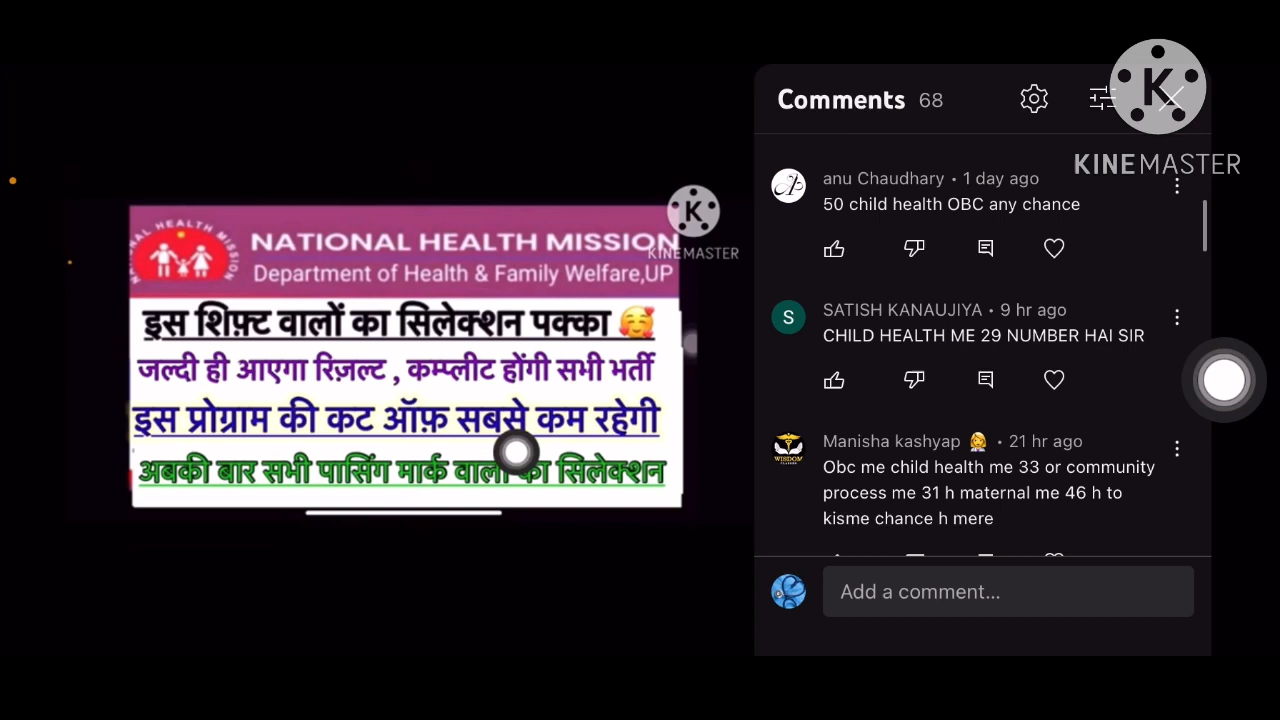 NATIONAL HEALTH MISSION
NATIONAL HEALTH MISSION
Department of Health & Family Welfare,UP
KINEMASTER
इस शिफ़्ट वालों का सिलेक्शन पक्का 🥰
जल्दी ही आएगा रिज़ल्ट , कम्प्लीट होंगी सभी भर्ती
इस प्रोग्राम की कट ऑफ़ सबसे कम रहेगी
अबकी बार सभी पासिंग मार्क वालों का सिलेक्शन
Comments 68
K
KINEMASTER
anu Chaudhary • 1 day ago
50 child health OBC any chance
S
SATISH KANAUJIYA • 9 hr ago
CHILD HEALTH ME 29 NUMBER HAI SIR
WISDOM
Manisha kashyap 👩‍⚕️ • 21 hr ago
Obc me child health me 33 or community
process me 31 h maternal me 46 h to
kisme chance h mere
Add a comment...